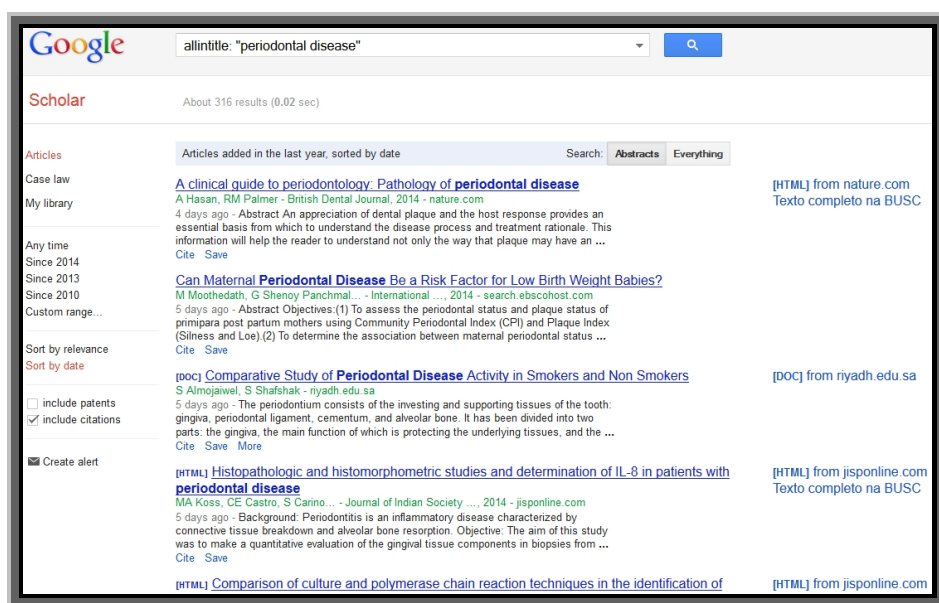 Google
allintitle: "periodontal disease"
Scholar
About 316 results (0.02 sec)
Articles
Case law
My library
Any time
Since 2014
Since 2013
Since 2010
Custom range...
Sort by relevance
Sort by date
include patents
include citations
Create alert
Articles added in the last year, sorted by date
Search: Abstracts Everything
A clinical guide to periodontology: Pathology of periodontal disease
A Hasan, RM Palmer - British Dental Journal, 2014 - nature.com
4 days ago - Abstract An appreciation of dental plaque and the host response provides an
essential basis from which to understand the disease process and treatment rationale. This
information will help the reader to understand not only the way that plaque may have an ...
Cite Save
[HTML] from nature.com
Texto completo na BUSC
Can Maternal Periodontal Disease Be a Risk Factor for Low Birth Weight Babies?
M Moothedath, G Shenoy Panchmal... - International ..., 2014 - search.ebscohost.com
5 days ago - Abstract Objectives:(1) To assess the periodontal status and plaque status of
primipara post partum mothers using Community Periodontal Index (CPI) and Plaque Index
(Silness and Loe).(2) To determine the association between maternal periodontal status ...
Cite Save
[DOC] Comparative Study of Periodontal Disease Activity in Smokers and Non Smokers
S Almojaiwel, S Shafshak - riyadh.edu.sa
5 days ago - The periodontium consists of the investing and supporting tissues of the tooth:
gingiva, periodontal ligament, cementum, and alveolar bone. It has been divided into two
parts: the gingiva, the main function of which is protecting the underlying tissues, and the ...
Cite Save More
[DOC] from riyadh.edu.sa
[HTML] Histopathologic and histomorphometric studies and determination of IL-8 in patients with
periodontal disease
MA Koss, CE Castro, S Carino... - Journal of Indian Society ..., 2014 - jisponline.com
5 days ago - Background: Periodontitis is an inflammatory disease characterized by
connective tissue breakdown and alveolar bone resorption. Objective: The aim of this study
was to make a quantitative evaluation of the gingival tissue components in biopsies from ...
Cite Save
[HTML] from jisponline.com
Texto completo na BUSC
[HTML] Comparison of culture and polymerase chain reaction techniques in the identification of
[HTML] from jisponline.com